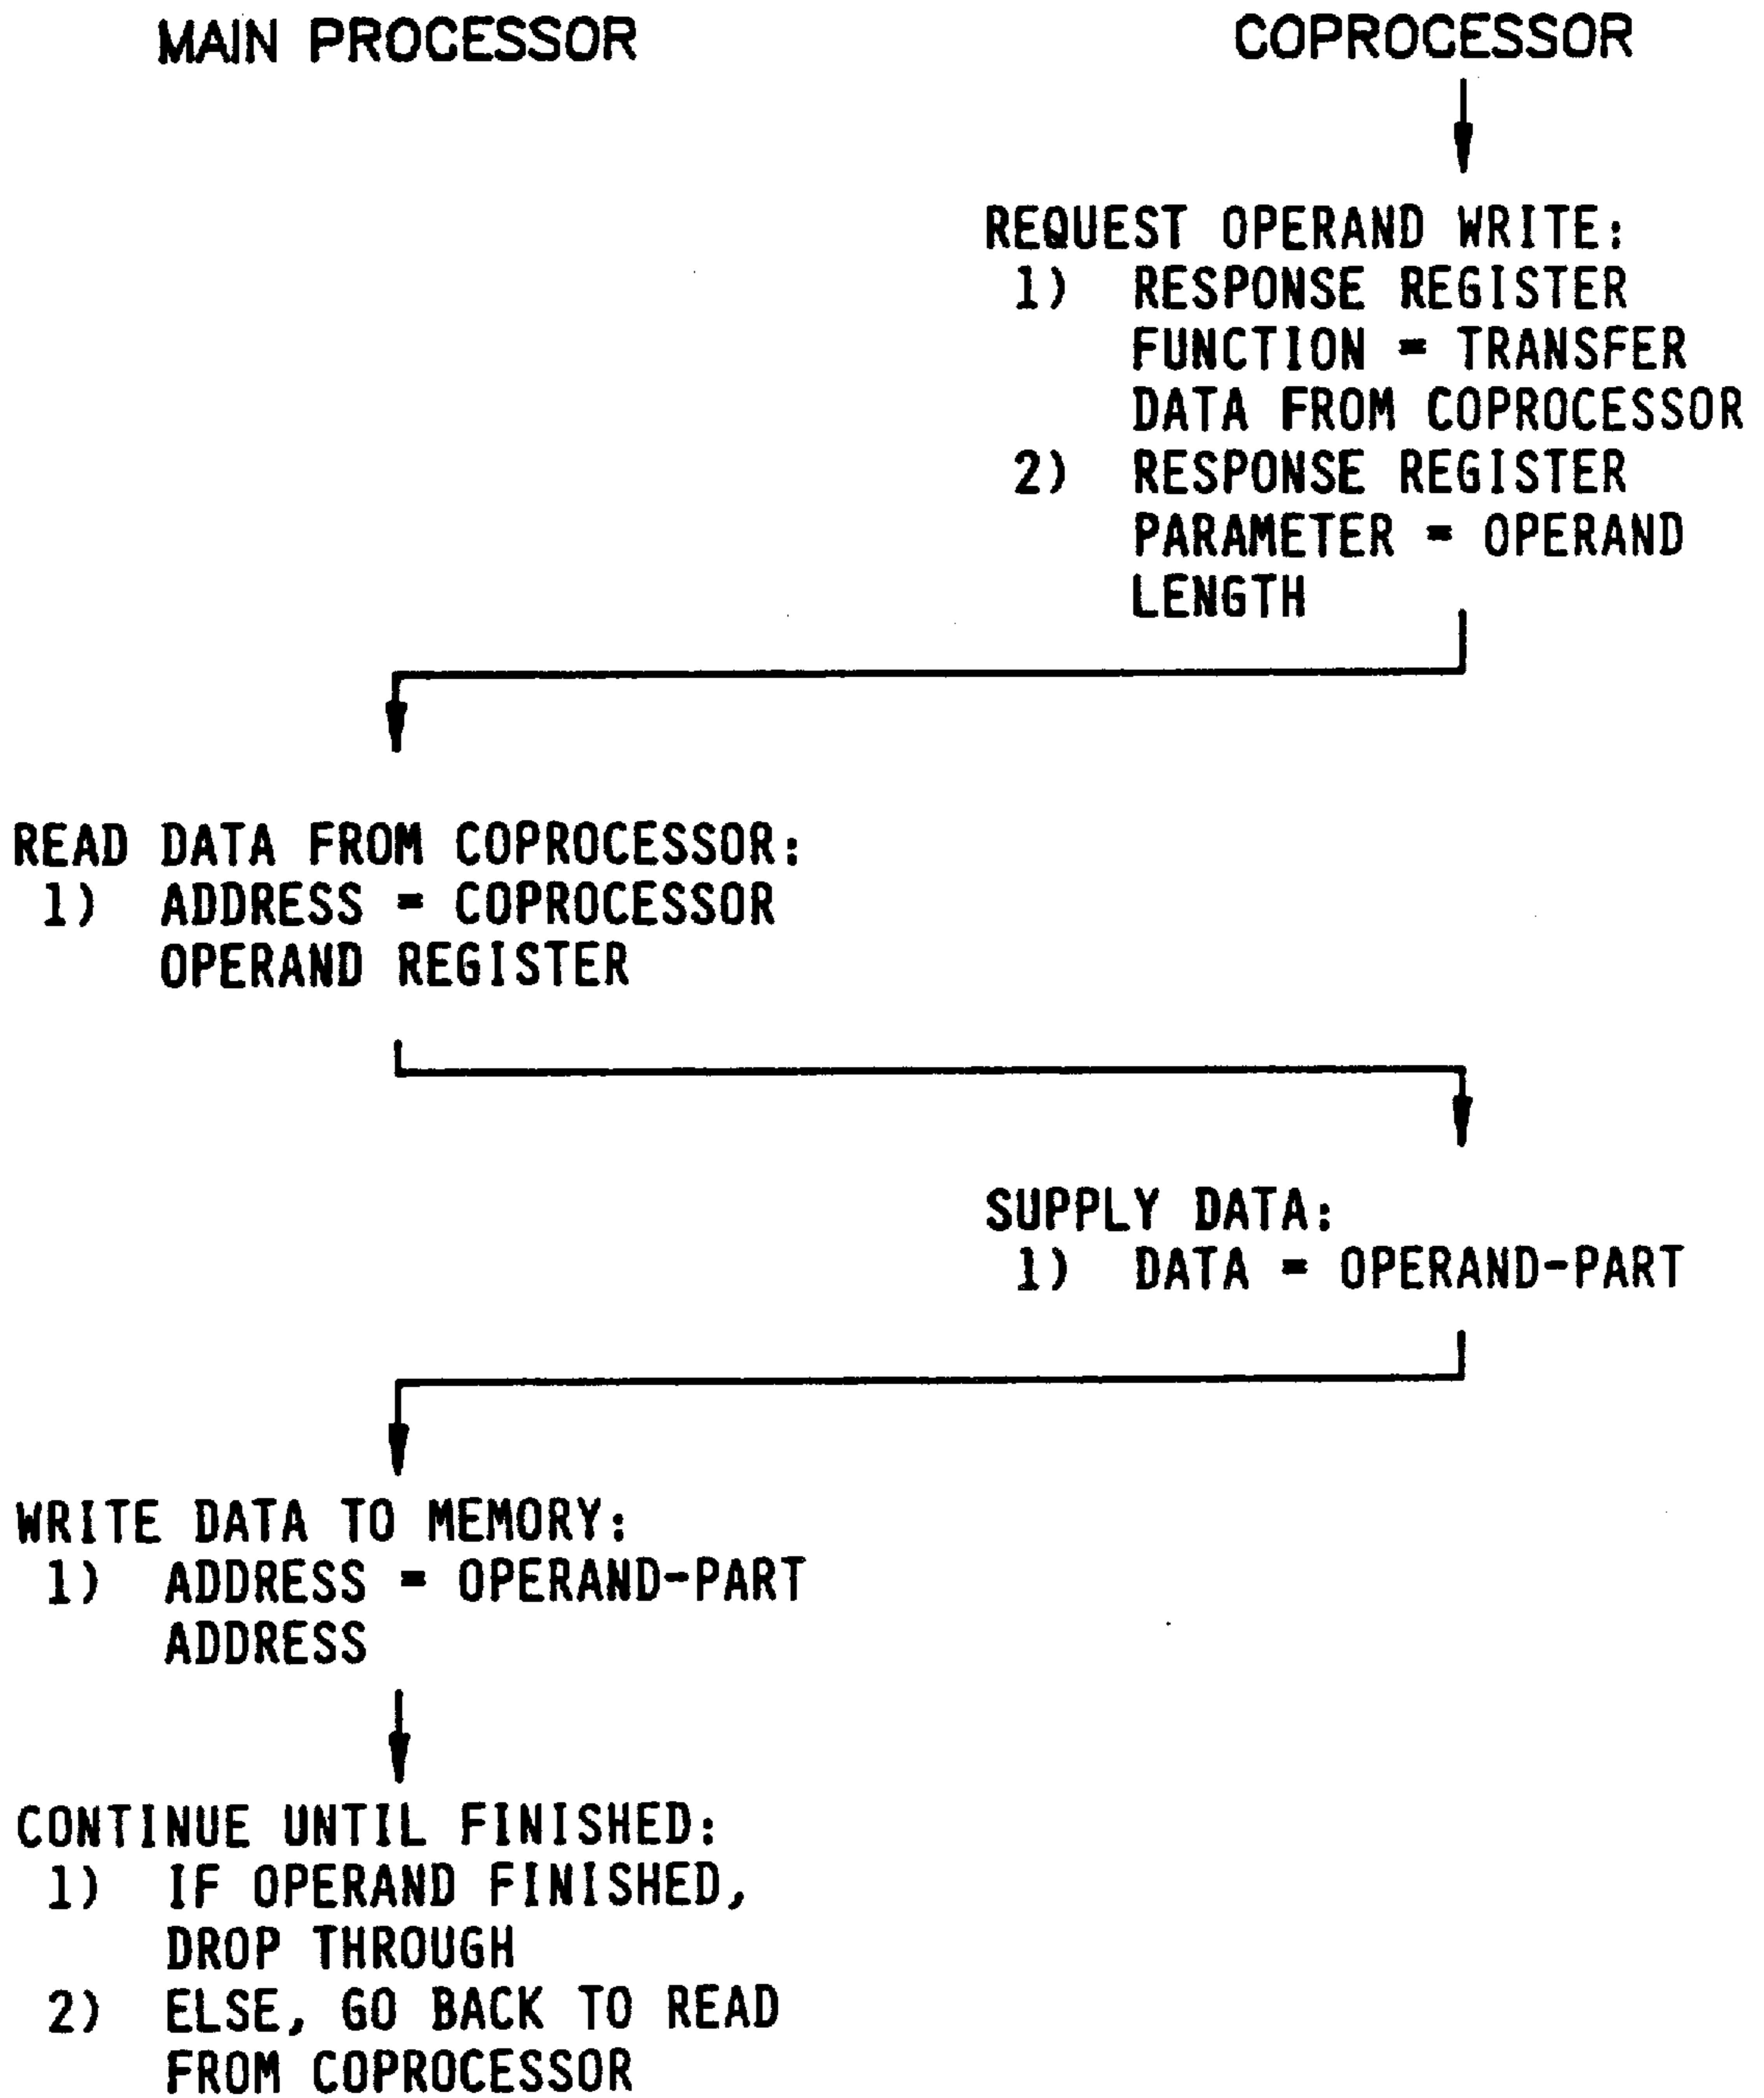 MAIN PROCESSOR
COPROCESSOR
REQUEST OPERAND WRITE:
1) RESPONSE REGISTER
FUNCTION = TRANSFER
DATA FROM COPROCESSOR
2) RESPONSE REGISTER
PARAMETER = OPERAND
LENGTH
READ DATA FROM COPROCESSOR:
1) ADDRESS = COPROCESSOR
OPERAND REGISTER
SUPPLY DATA:
1) DATA = OPERAND-PART
WRITE DATA TO MEMORY:
1) ADDRESS = OPERAND-PART
ADDRESS
CONTINUE UNTIL FINISHED:
1) IF OPERAND FINISHED,
DROP THROUGH
2) ELSE, GO BACK TO READ
FROM COPROCESSOR